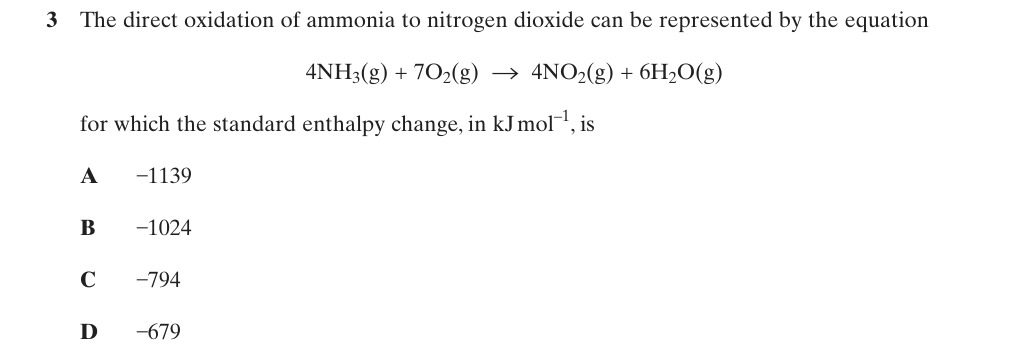 3 The direct oxidation of ammonia to nitrogen dioxide can be represented by the equation
4NH₃(g) + 7O₂(g) → 4NO₂(g) + 6H₂O(g)
for which the standard enthalpy change, in kJ mol⁻¹, is
A −1139
B −1024
C −794
D −679